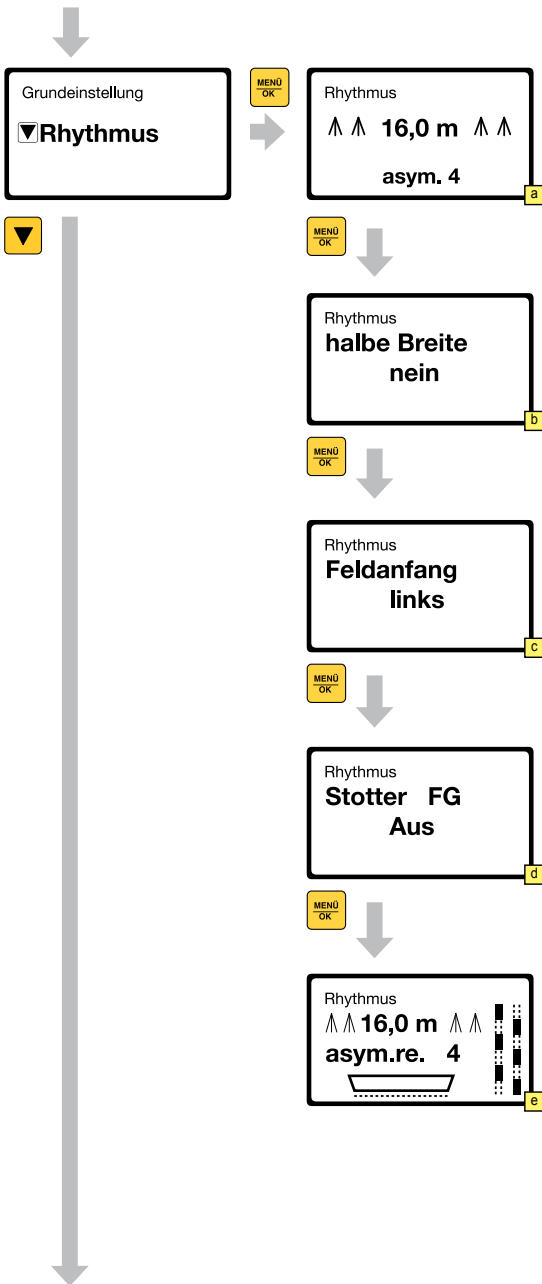 Grundeinstellung
Rhythmus
MENÜ
OK
Rhythmus
16,0 m
asym. 4
a
MENÜ
OK
Rhythmus
halbe Breite
nein
b
MENÜ
OK
Rhythmus
Feldanfang
links
c
MENÜ
OK
Rhythmus
Stotter FG
Aus
d
MENÜ
OK
Rhythmus
16,0 m
asym.re. 4
e